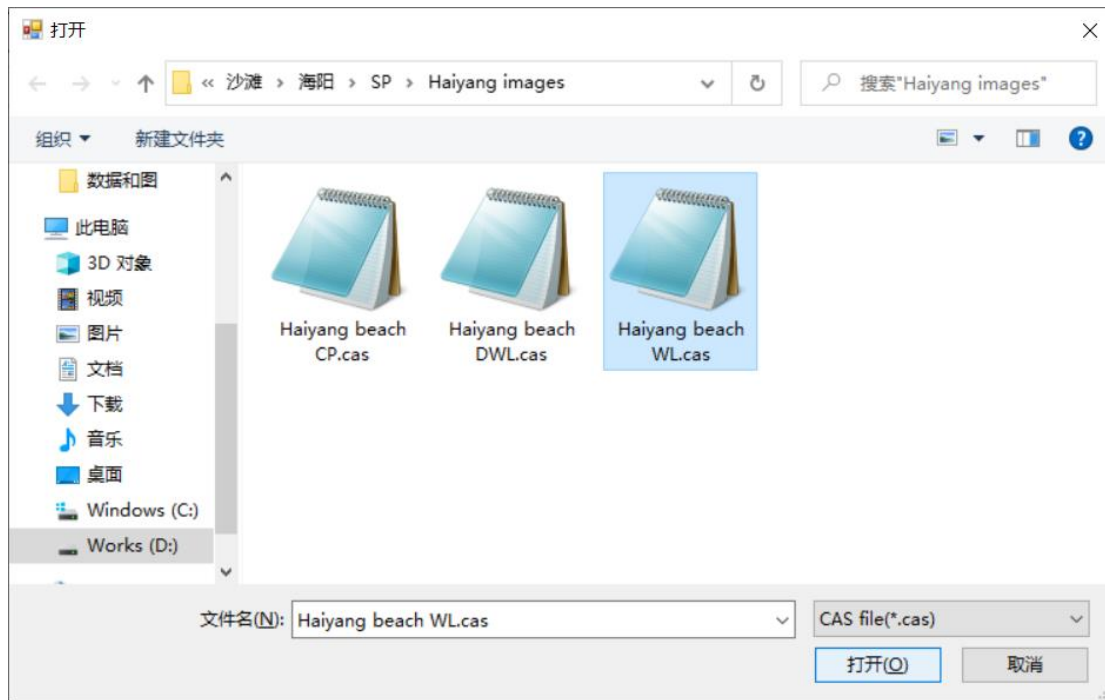 打开
« 沙滩 › 海阳 › SP › Haiyang images
搜索"Haiyang images"
组织
新建文件夹
数据和图
此电脑
3D 对象
视频
图片
文档
下载
音乐
桌面
Windows (C:)
Works (D:)
Haiyang beach
CP.cas
Haiyang beach
DWL.cas
Haiyang beach
WL.cas
文件名(N):
Haiyang beach WL.cas
CAS file(*.cas)
打开(O)
取消